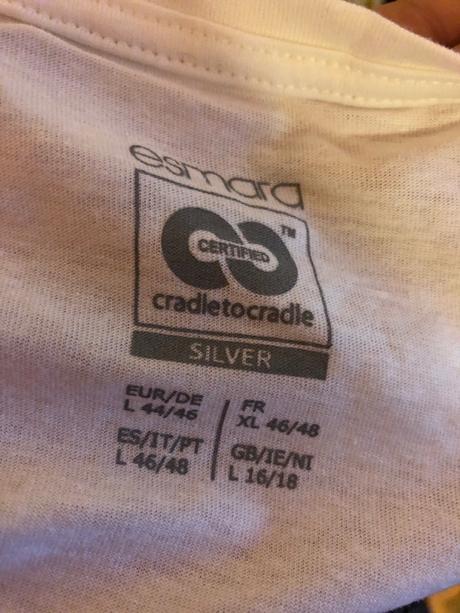 esmara
CERTIFIED
TM
cradletocradle
SILVER
EUR/DE
L 44/46
FR
XL 46/48
ES/IT/PT
L 46/48
GB/IE/NI
L 16/18